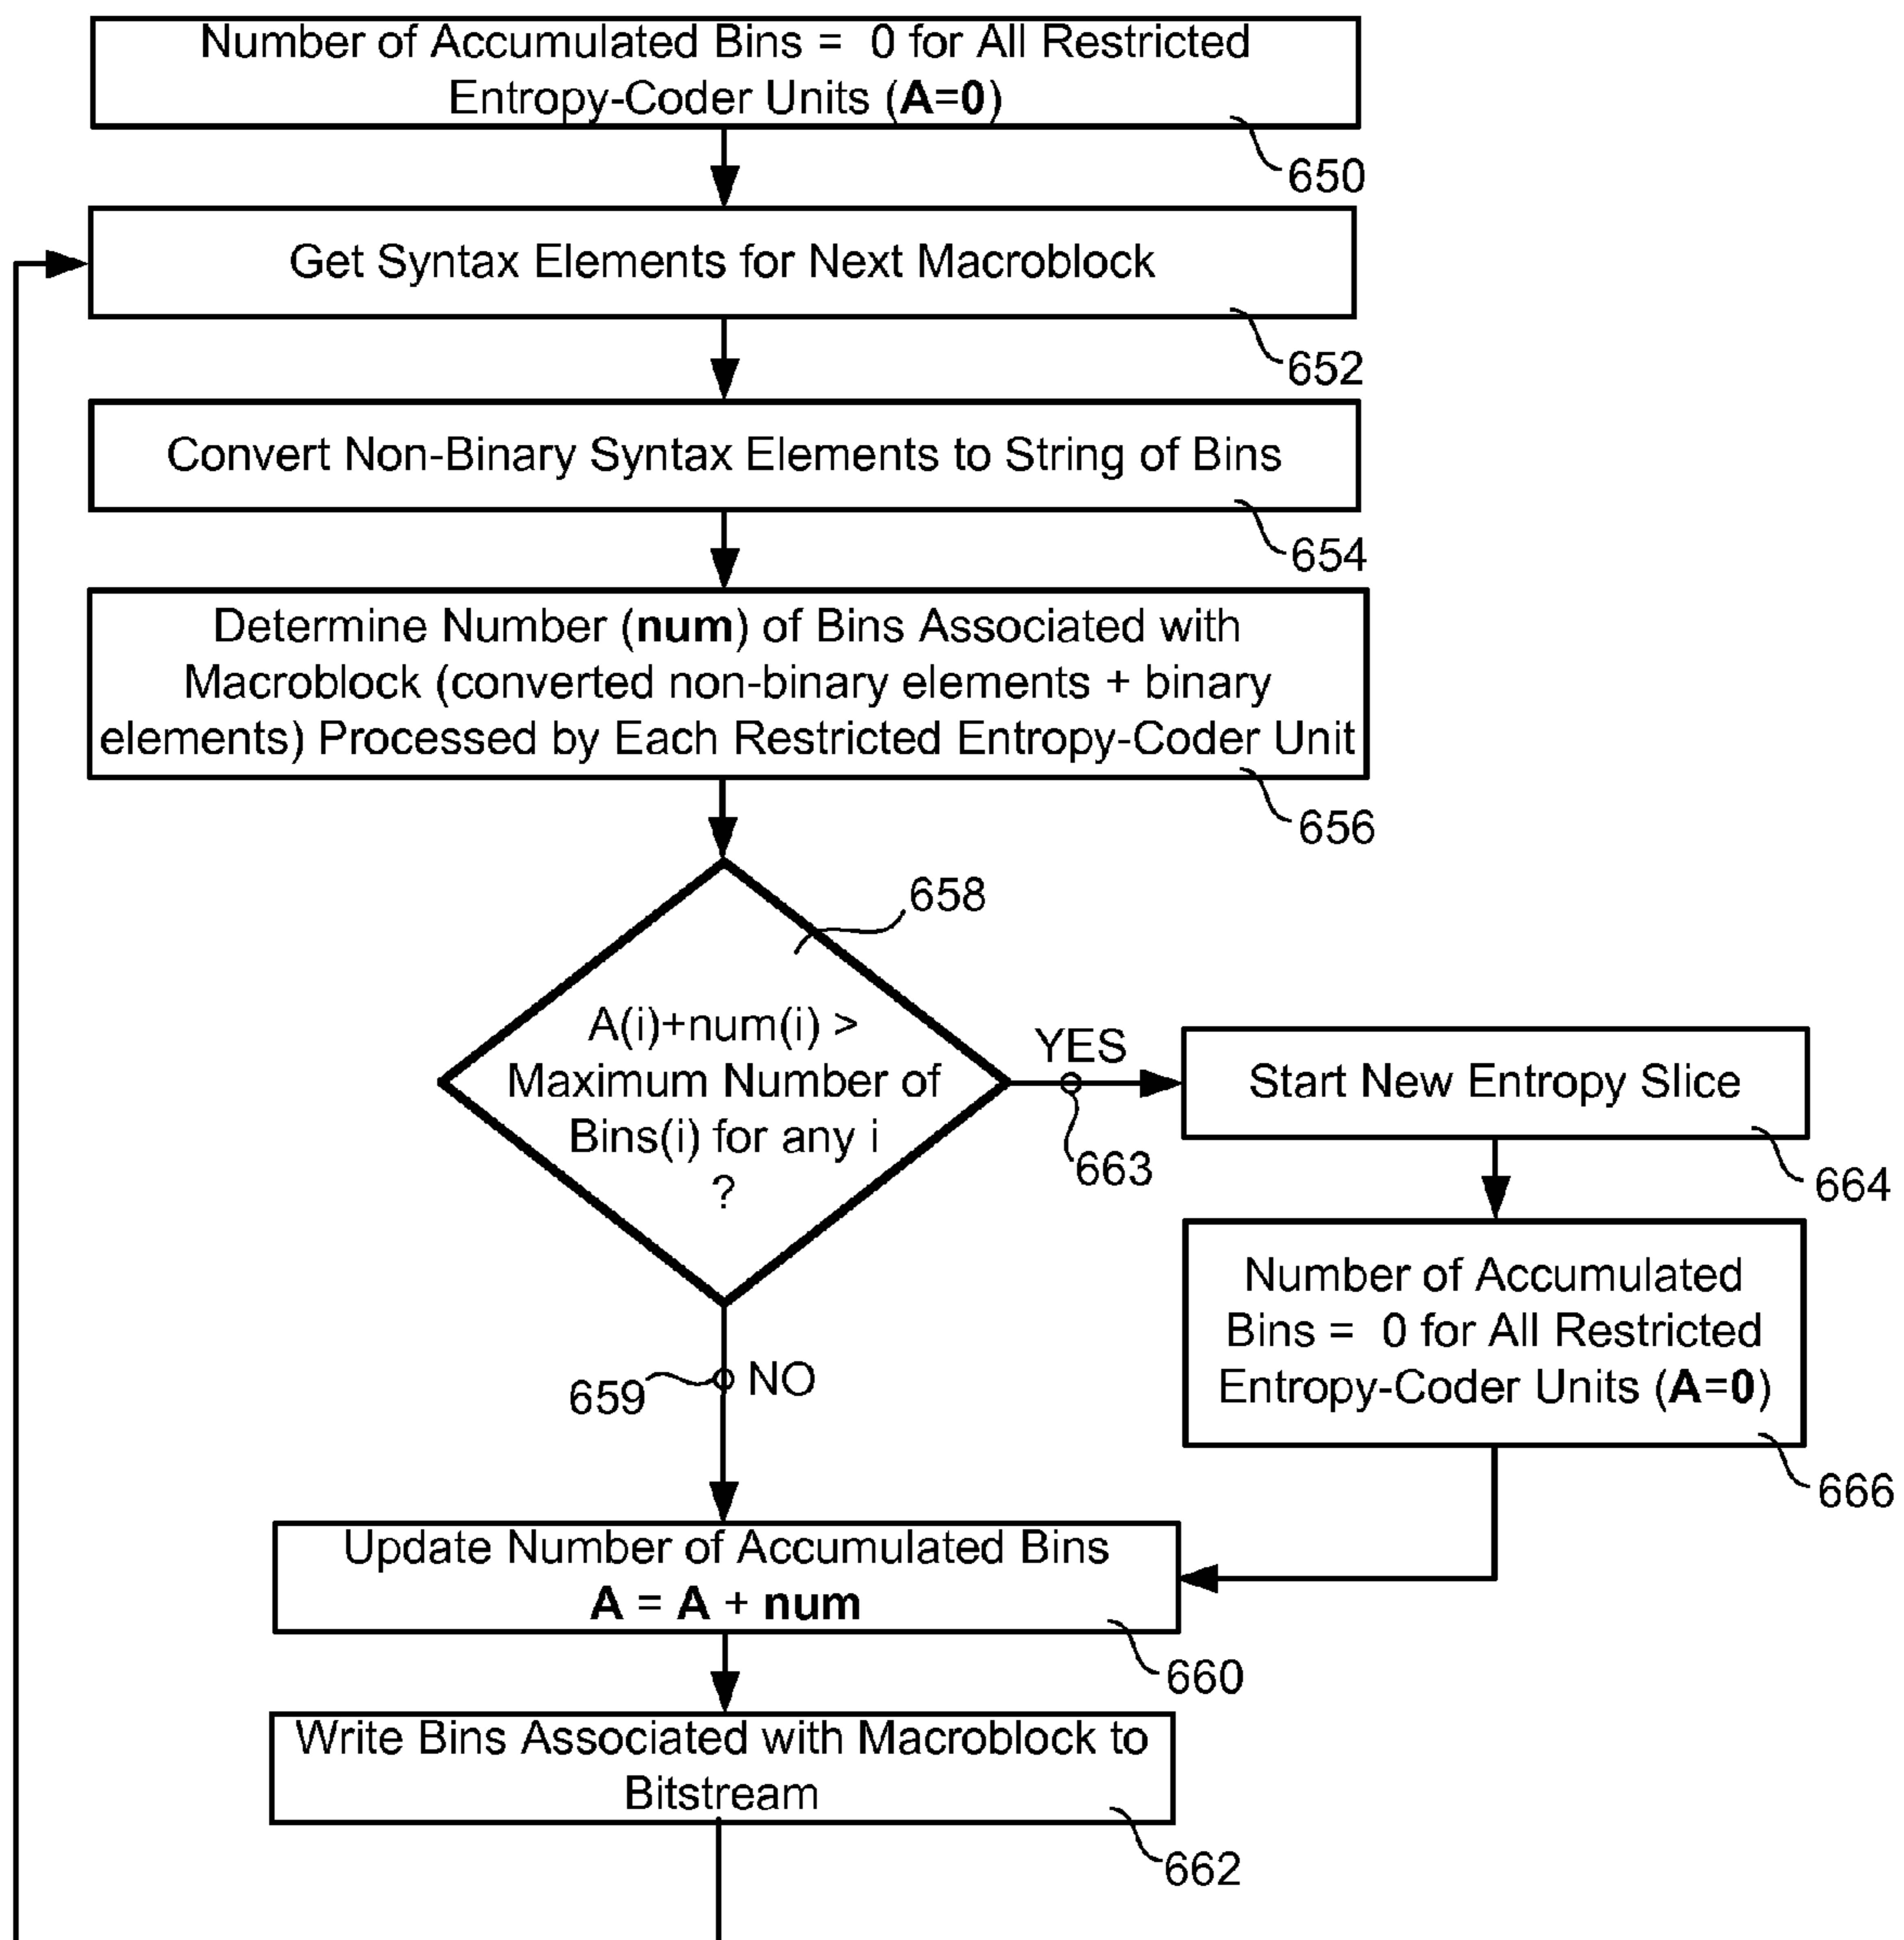 Number of Accumulated Bins = 0 for All Restricted
Entropy-Coder Units (A=0)
650
Get Syntax Elements for Next Macroblock
652
Convert Non-Binary Syntax Elements to String of Bins
654
Determine Number (num) of Bins Associated with
Macroblock (converted non-binary elements + binary
elements) Processed by Each Restricted Entropy-Coder Unit
656
658
A(i)+num(i) >
Maximum Number of
Bins(i) for any i
?
YES
663
Start New Entropy Slice
664
Number of Accumulated
Bins = 0 for All Restricted
Entropy-Coder Units (A=0)
666
659
NO
Update Number of Accumulated Bins
A = A + num
660
Write Bins Associated with Macroblock to
Bitstream
662